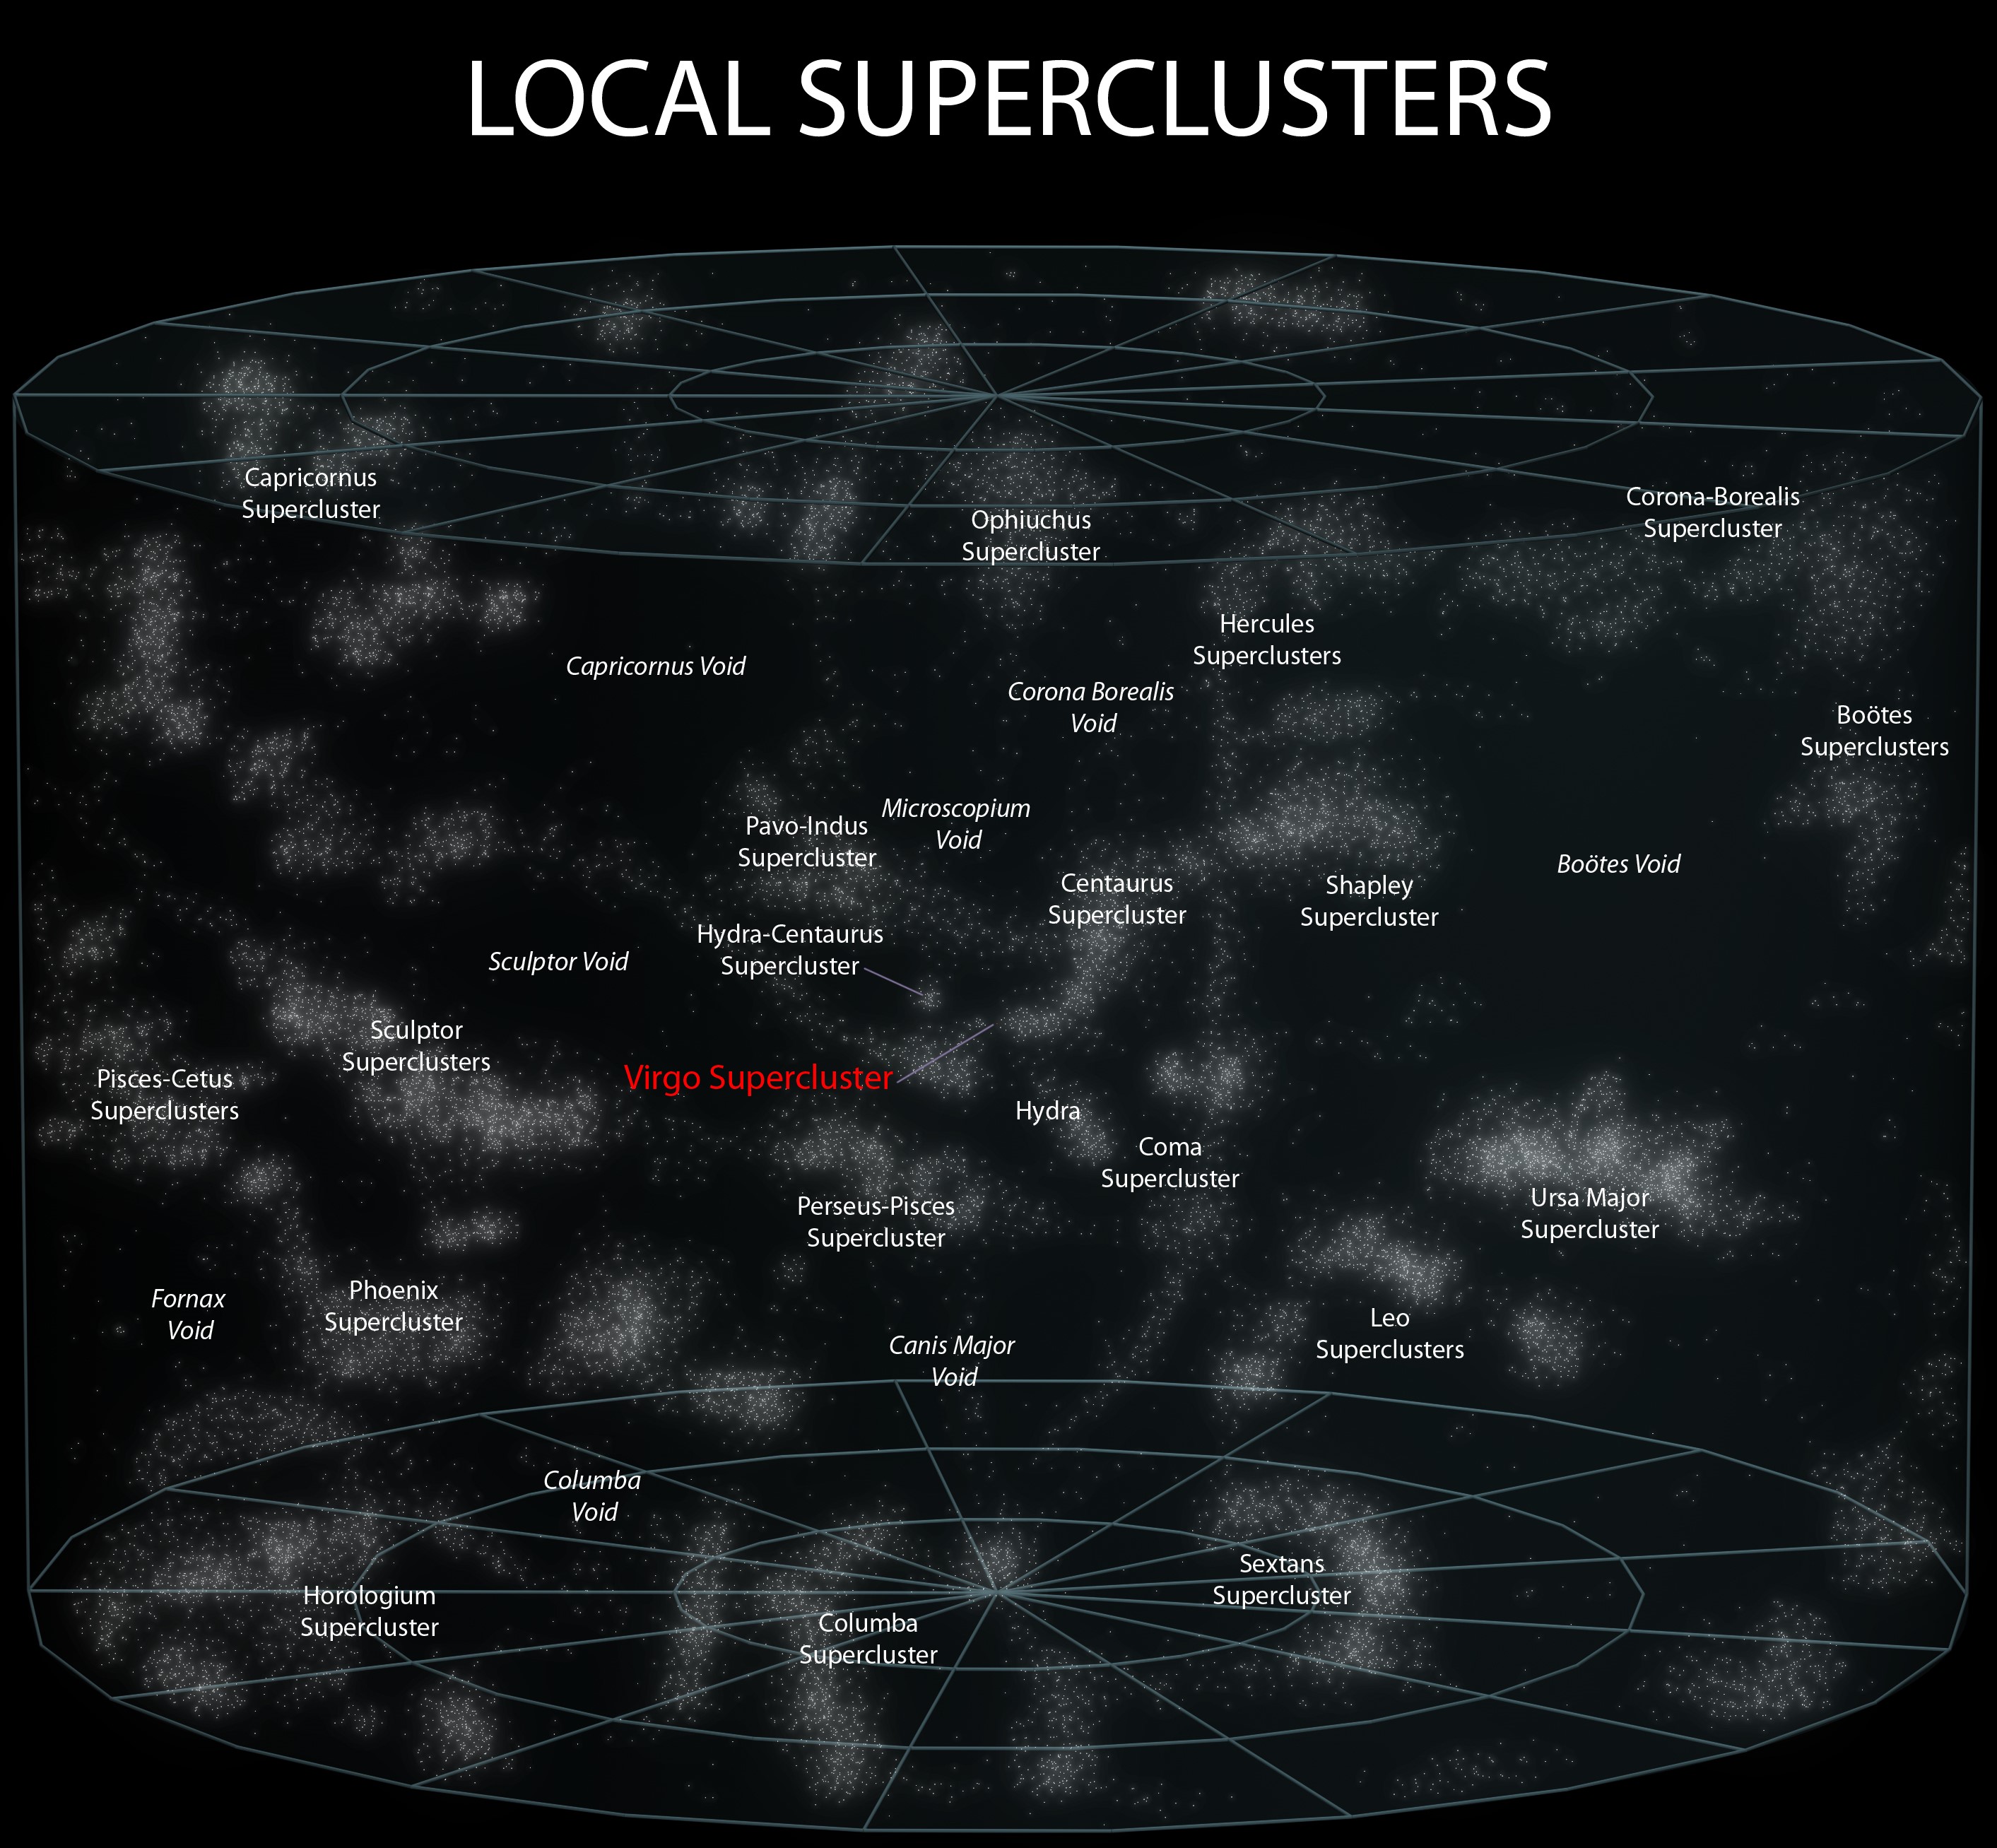 LOCAL SUPERCLUSTERS
Capricornus
Supercluster
Ophiuchus
Supercluster
Corona-Borealis
Supercluster
Hercules
Superclusters
Capricornus Void
Corona Borealis
Void
Boötes
Superclusters
Pavo-Indus
Supercluster
Microscopium
Void
Centaurus
Supercluster
Shapley
Supercluster
Boötes Void
Hydra-Centaurus
Supercluster
Sculptor Void
Sculptor
Superclusters
Pisces-Cetus
Superclusters
Virgo Supercluster
Hydra
Coma
Supercluster
Perseus-Pisces
Supercluster
Ursa Major
Supercluster
Fornax
Void
Phoenix
Supercluster
Leo
Superclusters
Canis Major
Void
Columba
Void
Horologium
Supercluster
Columba
Supercluster
Sextans
Supercluster